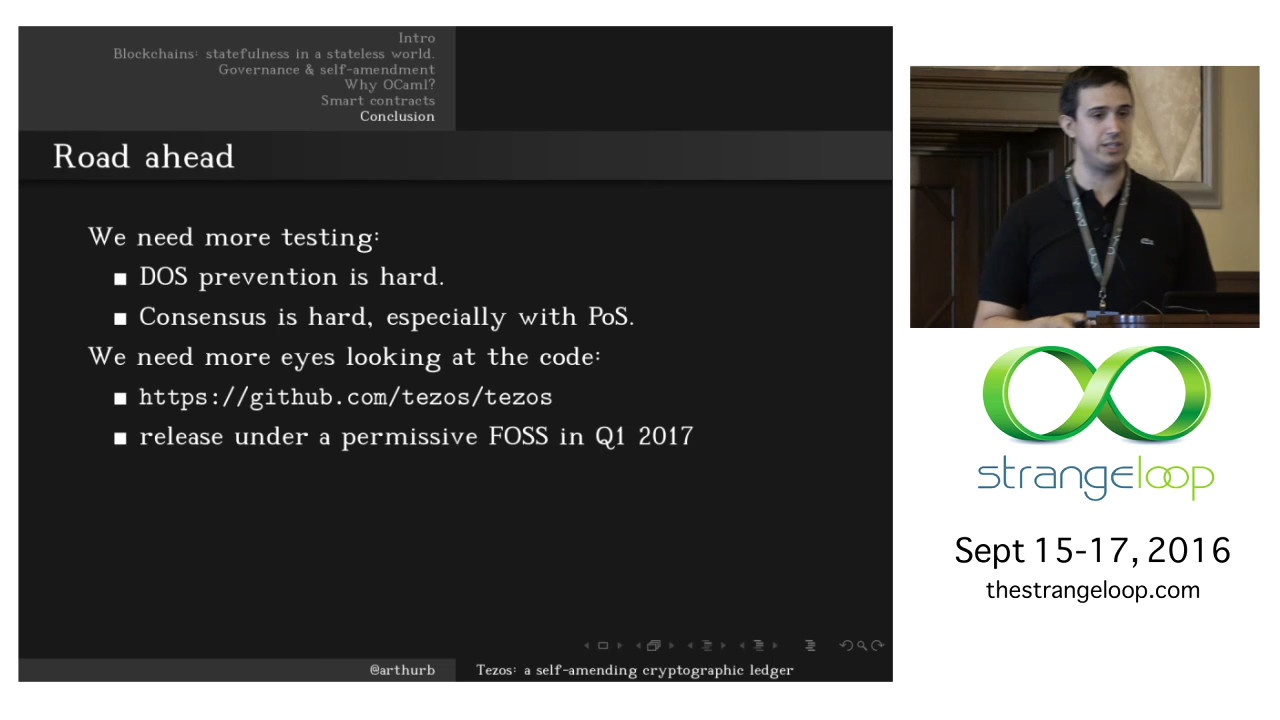 Intro
Blockchains: statefulness in a stateless world.
Governance & self-amendment
Why OCaml?
Smart contracts
Conclusion
Road ahead
We need more testing:
DOS prevention is hard.
Consensus is hard, especially with PoS.
We need more eyes looking at the code:
https://github.com/tezos/tezos
release under a permissive FOSS in Q1 2017
@arthurb
Tezos: a self-amending cryptographic ledger
strangeloop
Sept 15-17, 2016
thestrangeloop.com